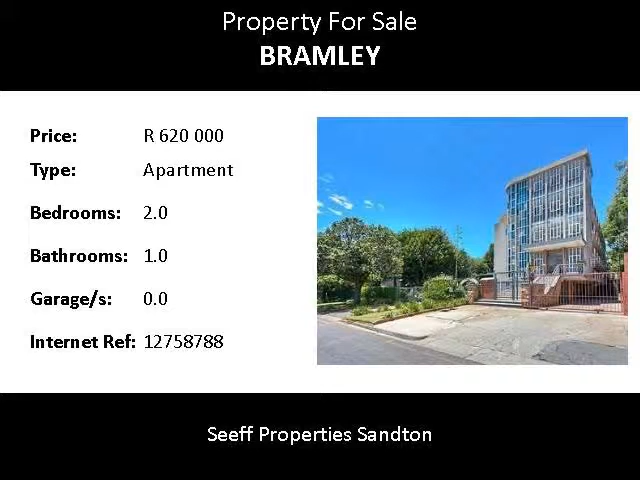 Property For Sale
BRAMLEY
Price: R 620 000
Type: Apartment
Bedrooms: 2.0
Bathrooms: 1.0
Garage/s: 0.0
Internet Ref: 12758788
Seeff Properties Sandton